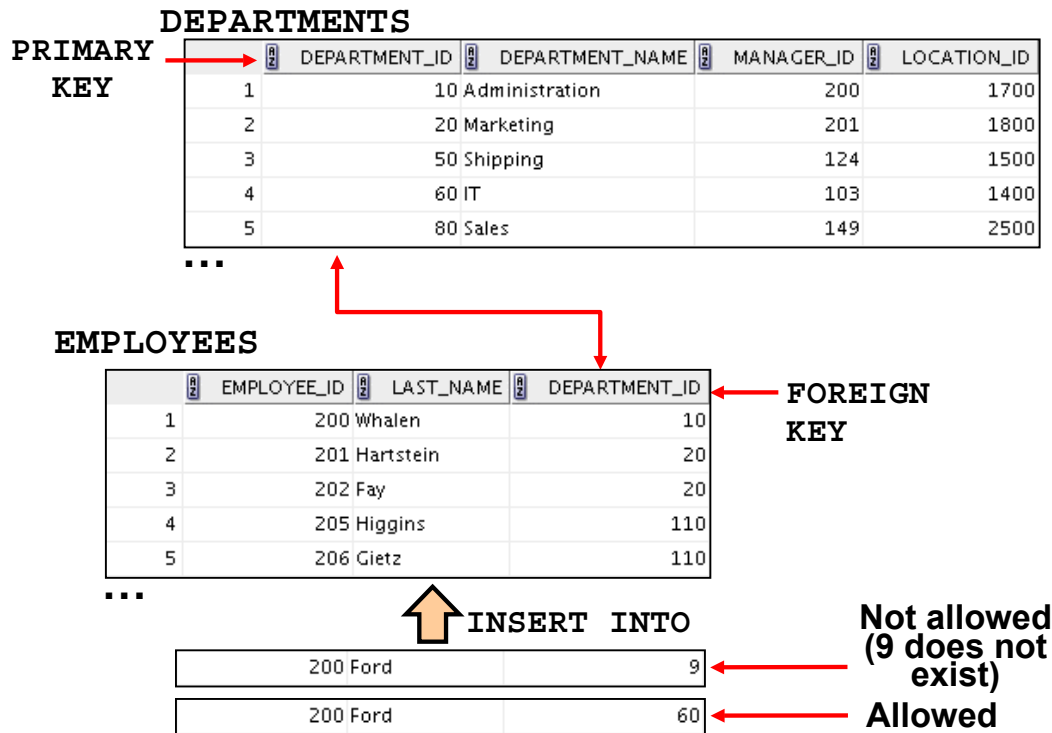 DEPARTMENTS
PRIMARY KEY
DEPARTMENT_ID DEPARTMENT_NAME MANAGER_ID LOCATION_ID
1 10 Administration 200 1700
2 20 Marketing 201 1800
3 50 Shipping 124 1500
4 60 IT 103 1400
5 80 Sales 149 2500
...
EMPLOYEES
EMPLOYEE_ID LAST_NAME DEPARTMENT_ID
1 200 Whalen 10
2 201 Hartstein 20
3 202 Fay 20
4 205 Higgins 110
5 206 Gietz 110
FOREIGN
KEY
...
INSERT INTO
200 Ford 9
Not allowed
(9 does not
exist)
200 Ford 60
Allowed